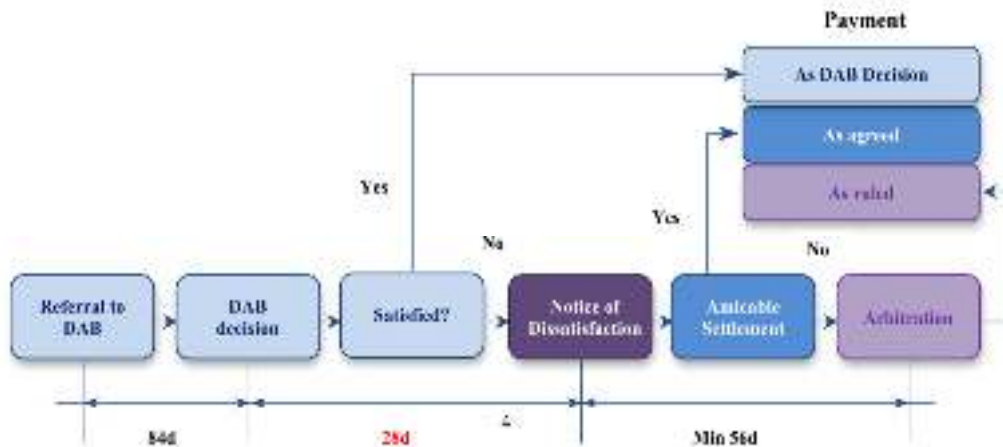 Payment
As DAB Decision
As agreed
As ruled
Yes
Yes
No
No
Referral to
DAB
DAB
decision
Satisfied?
Notice of
Dissatisfaction
Amicable
Settlement
Arbitration
84d
28d
Min 56d